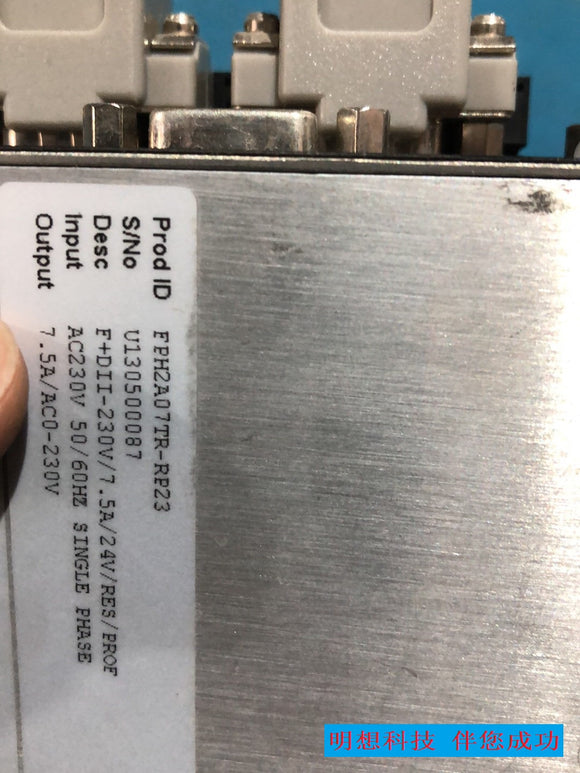 Prod ID FPH2A07TR-RP23
S/No U130500087
Desc F+DII-230V/7.5A/24V/RES/PROF
Input AC230V 50/60HZ SINGLE PHASE
Output 7.5A/AC0-230V
明想科技 伴您成功